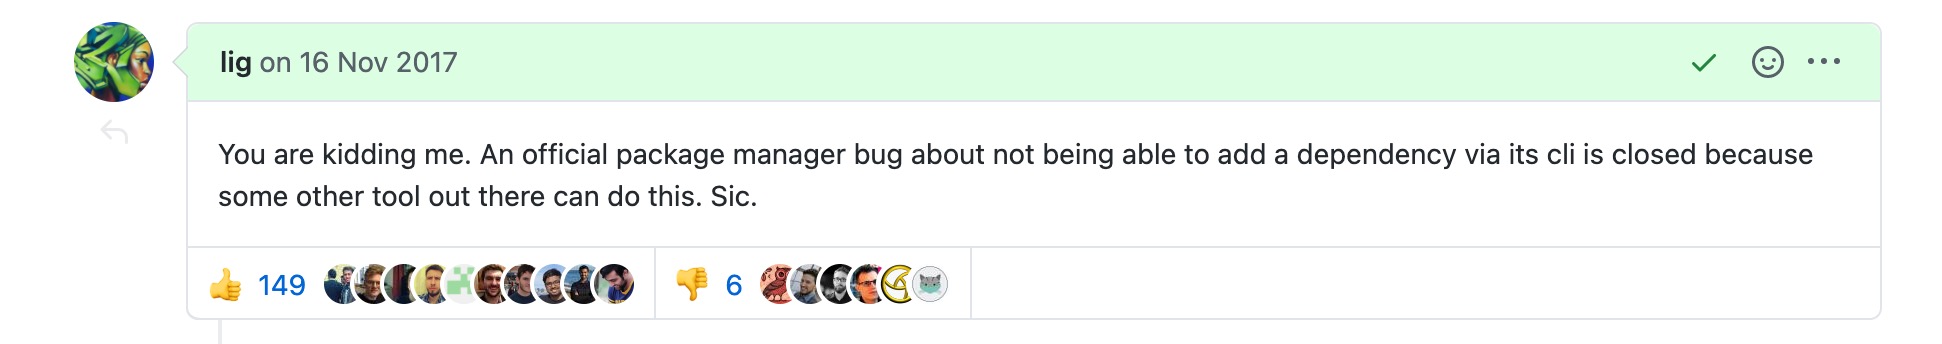 lig on 16 Nov 2017
You are kidding me. An official package manager bug about not being able to add a dependency via its cli is closed because
some other tool out there can do this. Sic.
149 6